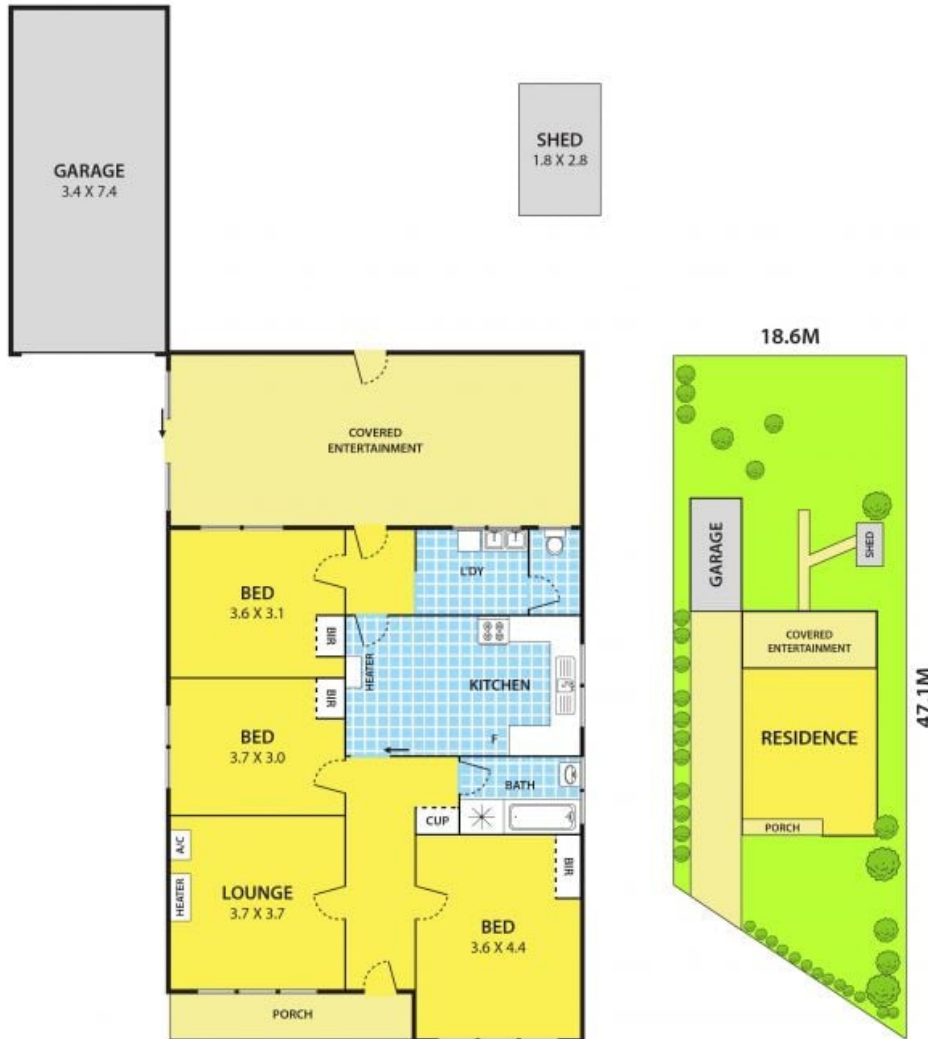 GARAGE
3.4 X 7.4
SHED
1.8 X 2.8
COVERED
ENTERTAINMENT
BED
3.6 X 3.1
BIR
L'DY
HEATER
KITCHEN
F
BIR
BED
3.7 X 3.0
BATH
CUP
A/C
HEATER
LOUNGE
3.7 X 3.7
BIR
BED
3.6 X 4.4
PORCH
18.6M
GARAGE
SHED
COVERED
ENTERTAINMENT
RESIDENCE
PORCH
47.1M